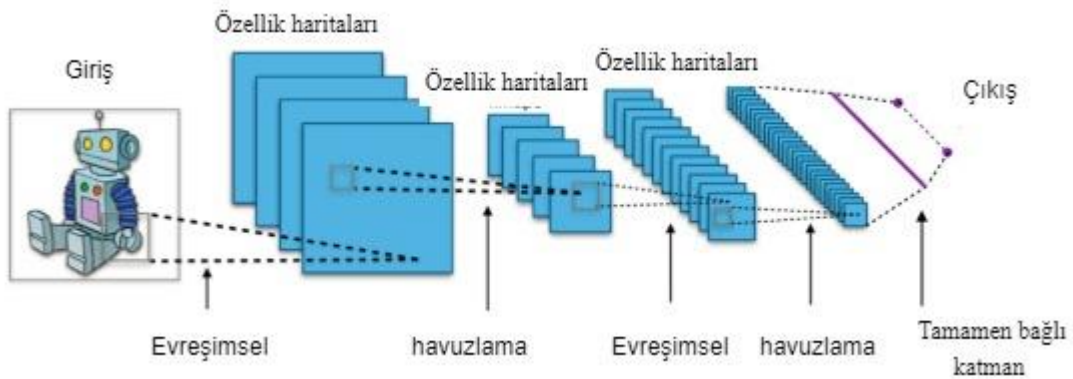 Özellik haritaları
Giriş
Özellik haritaları
Özellik haritaları
Çıkış
Evreşimsel
havuzlama
Evreşimsel
havuzlama
Tamamen bağlı
katman